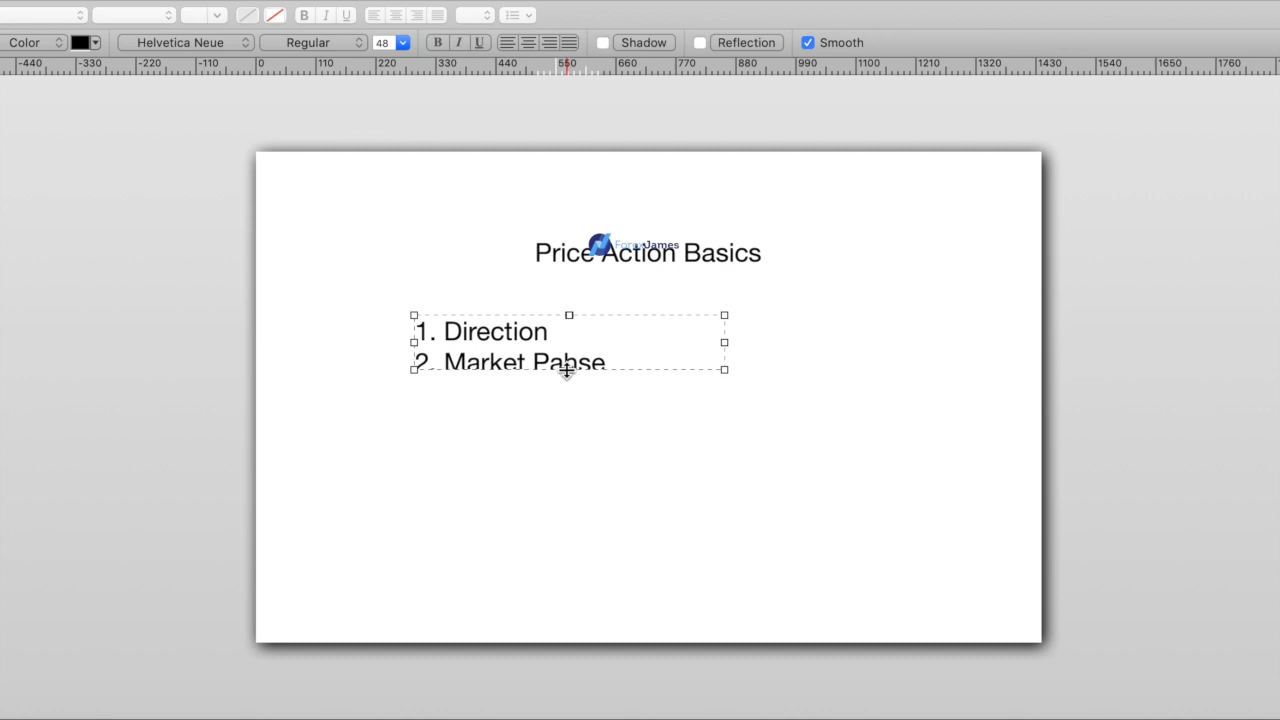 B I U
Color Helvetica Neue Regular 48 B I U Shadow Reflection Smooth
-440 -330 -220 -110 0 110 220 330 440 550 660 770 880 990 1100 1210 1320 1430 1540 1650 1760
ForexJames
Price Action Basics
1. Direction
2. Market Pahse